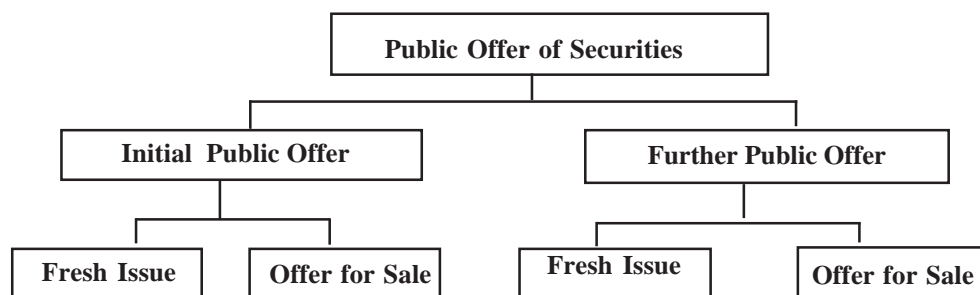 Public Offer of Securities
Initial Public Offer
Further Public Offer
Fresh Issue
Offer for Sale
Fresh Issue
Offer for Sale